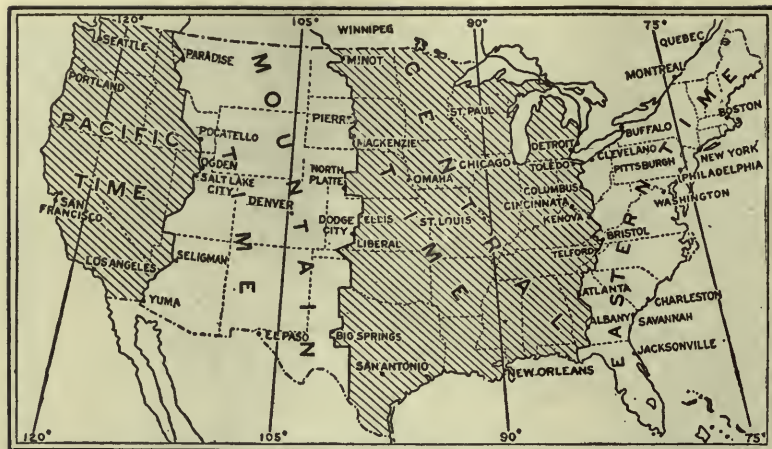 120°
105°
WINNIPEG
90°
75°
QUEBEC
MONTREAL
SEATTLE
PARADISE
MINOT
PORTLAND
ST. PAUL
BOSTON
PIERRE
BUFFALO
DETROIT
POCATELLO
MACKENZIE
CHICAGO
TOLEDO
CLEVELAND
NEW YORK
PITTSBURGH
PHILADELPHIA
OGDEN
SALT LAKE
CITY
NORTH
PLATTE
OMAHA
COLUMBUS
CINCINNATA
WASHINGTON
DENVER
SAN
FRANCISCO
DODGE
CITY
ELLIS
ST. LOUIS
KENOVA
LIBERAL
BRISTOL
TELFORD
LOS ANGELES
SELIGMAN
ATLANTA
YUMA
CHARLESTON
ALBANY
SAVANNAH
EL PASO
BIG SPRINGS
JACKSONVILLE
SAN ANTONIO
NEW ORLEANS
PACIFIC
TIME
MOUNTAIN
TIME
CENTRAL
TIME
EASTERN
TIME
120°
105°
90°
75°